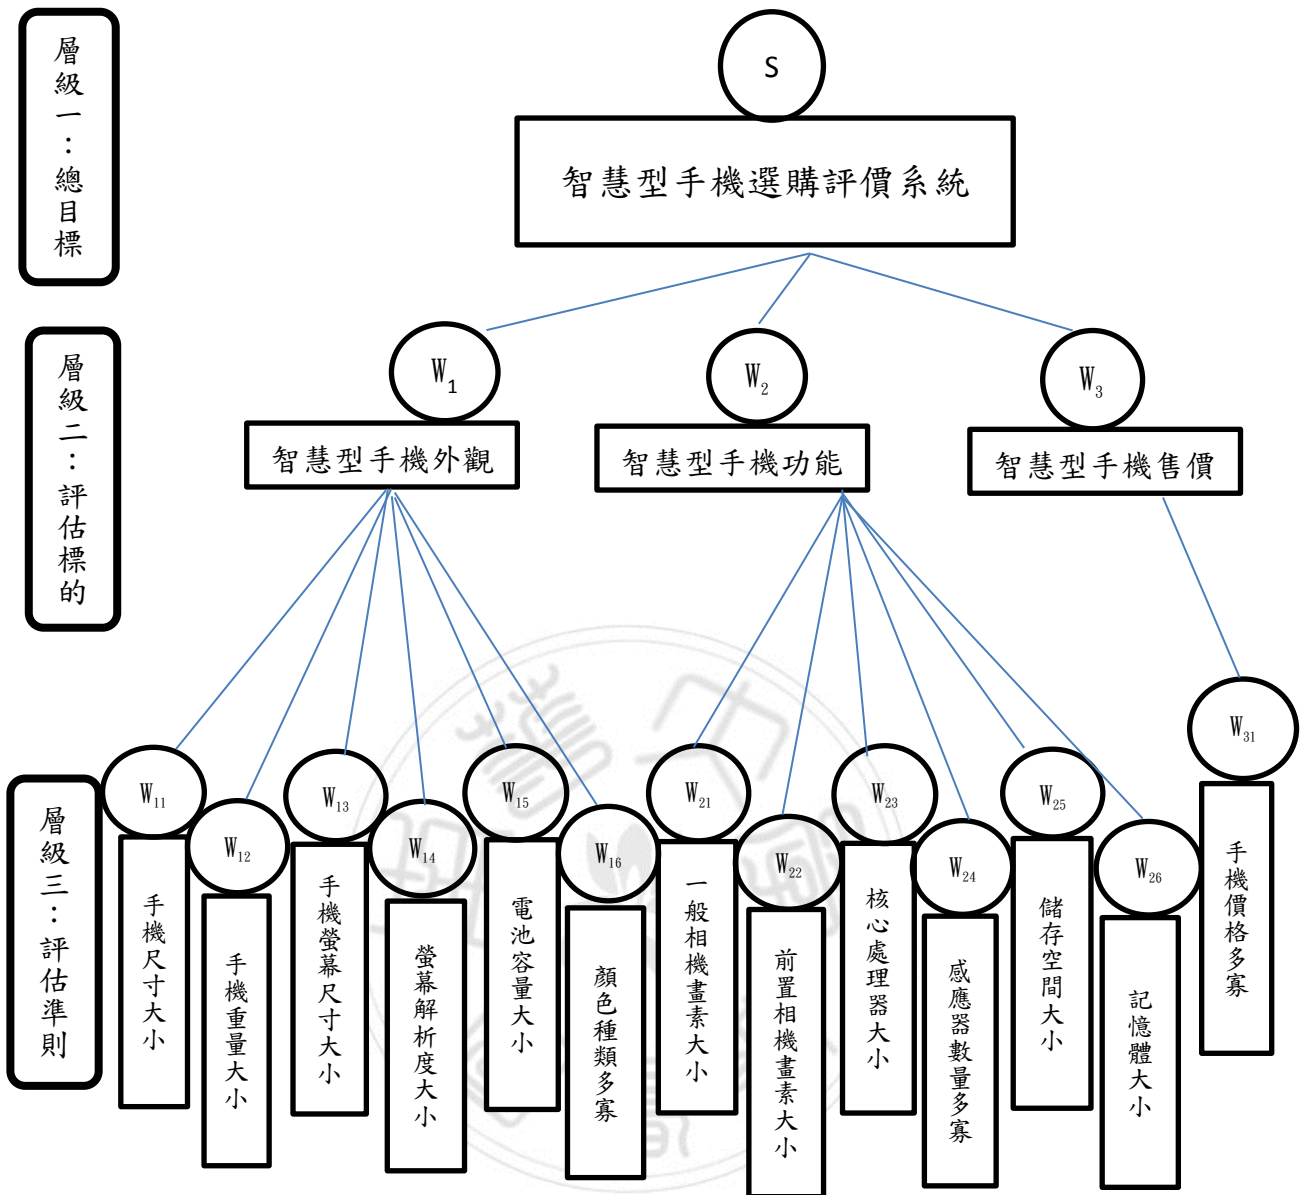 層級一：總目標
S
智慧型手機選購評價系統
層級二：評估標的
W1
智慧型手機外觀
W2
智慧型手機功能
W3
智慧型手機售價
層級三：評估準則
W11
手機尺寸大小
W12
手機重量大小
W13
手機螢幕尺寸大小
W14
螢幕解析度大小
W15
電池容量大小
W16
顏色種類多寡
W21
一般相機畫素大小
W22
前置相機畫素大小
W23
核心處理器大小
W24
感應器數量多寡
W25
儲存空間大小
W26
記憶體大小
W31
手機價格多寡